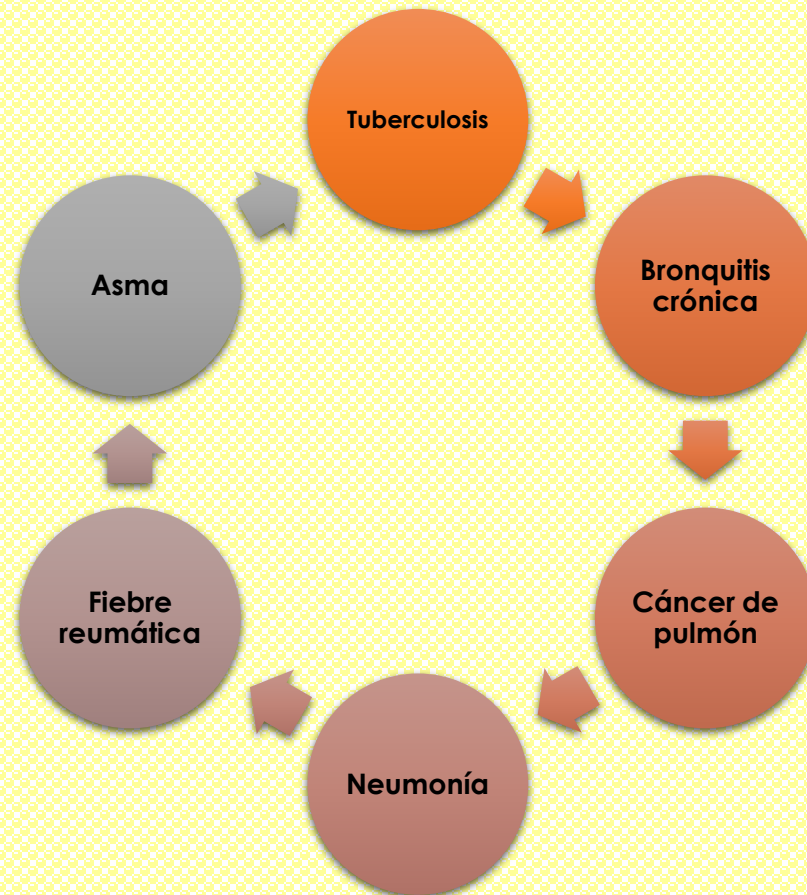 Tuberculosis
Bronquitis
crónica
Cáncer de
pulmón
Neumonía
Fiebre
reumática
Asma